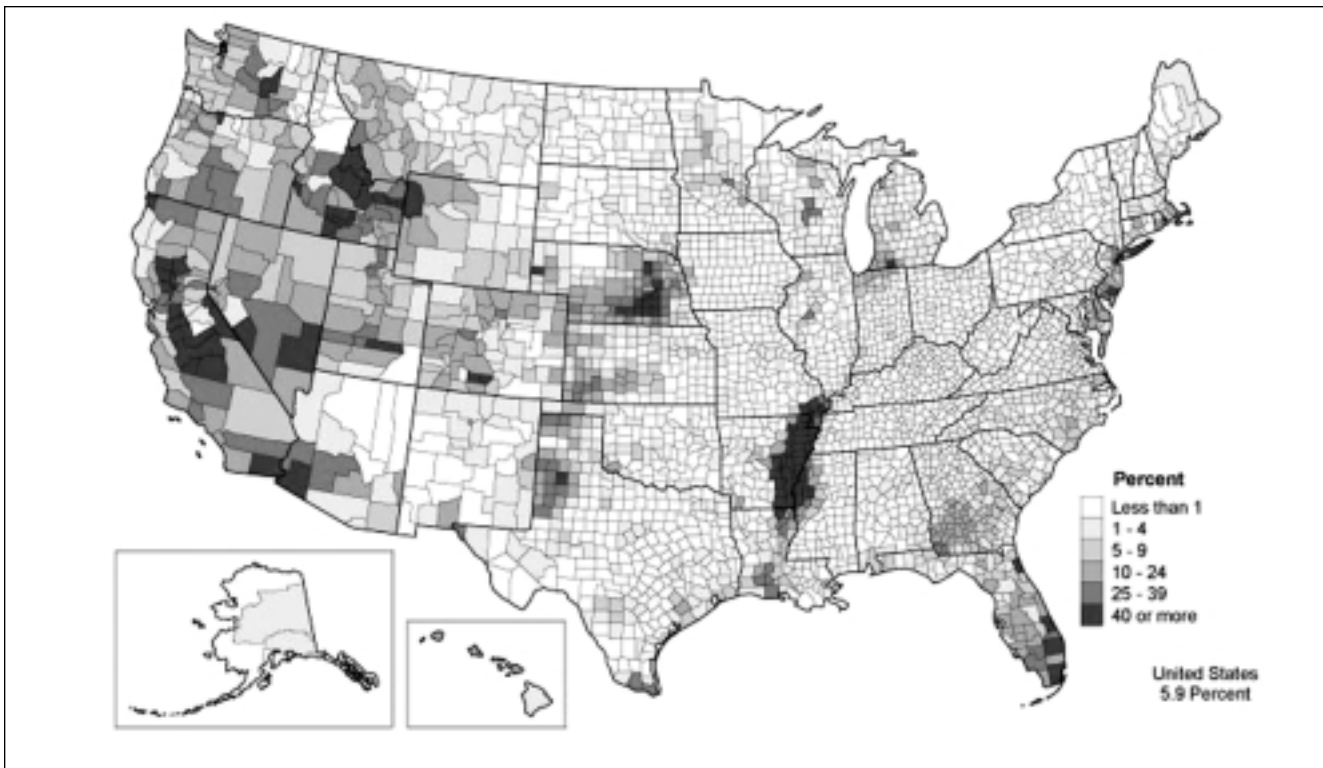 Percent
Less than 1
1 - 4
5 - 9
10 - 24
25 - 39
40 or more
United States
5.9 Percent